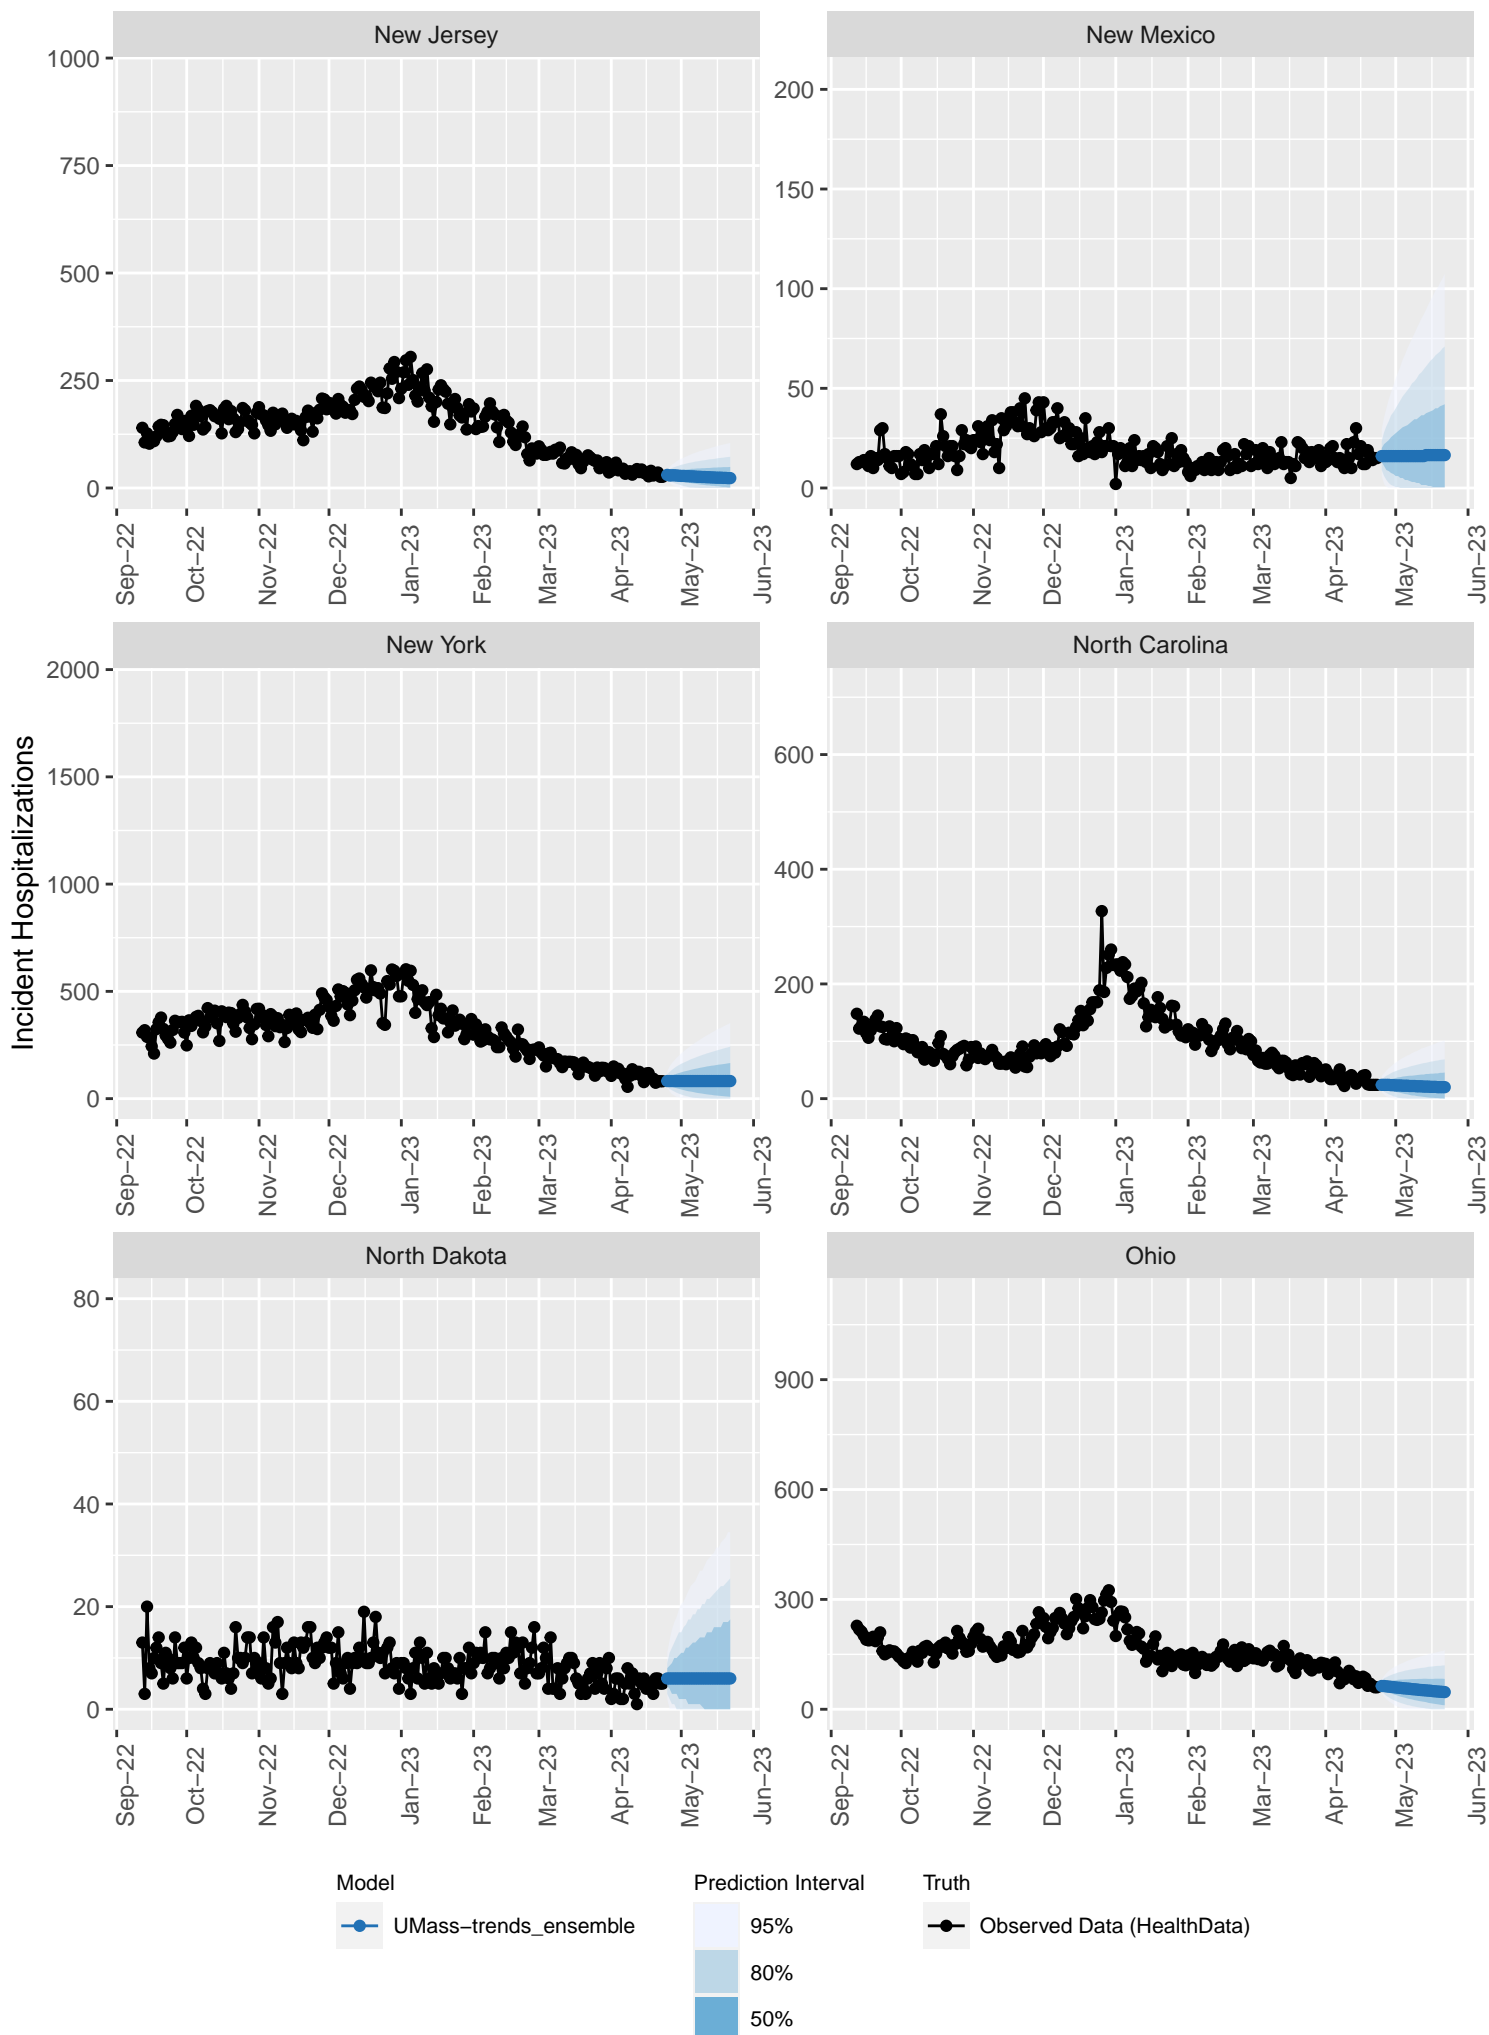 New Jersey
New Mexico
1000
750
500
250
0
200
150
100
50
0
Sep−22
Oct−22
Nov−22
Dec−22
Jan−23
Feb−23
Mar−23
Apr−23
May−23
Jun−23
Sep−22
Oct−22
Nov−22
Dec−22
Jan−23
Feb−23
Mar−23
Apr−23
May−23
Jun−23
Incident Hospitalizations
New York
North Carolina
2000
1500
1000
500
0
600
400
200
0
Sep−22
Oct−22
Nov−22
Dec−22
Jan−23
Feb−23
Mar−23
Apr−23
May−23
Jun−23
Sep−22
Oct−22
Nov−22
Dec−22
Jan−23
Feb−23
Mar−23
Apr−23
May−23
Jun−23
North Dakota
Ohio
80
60
40
20
0
900
600
300
0
Sep−22
Oct−22
Nov−22
Dec−22
Jan−23
Feb−23
Mar−23
Apr−23
May−23
Jun−23
Sep−22
Oct−22
Nov−22
Dec−22
Jan−23
Feb−23
Mar−23
Apr−23
May−23
Jun−23
Model
UMass−trends_ensemble
Prediction Interval
95%
80%
50%
Truth
Observed Data (HealthData)